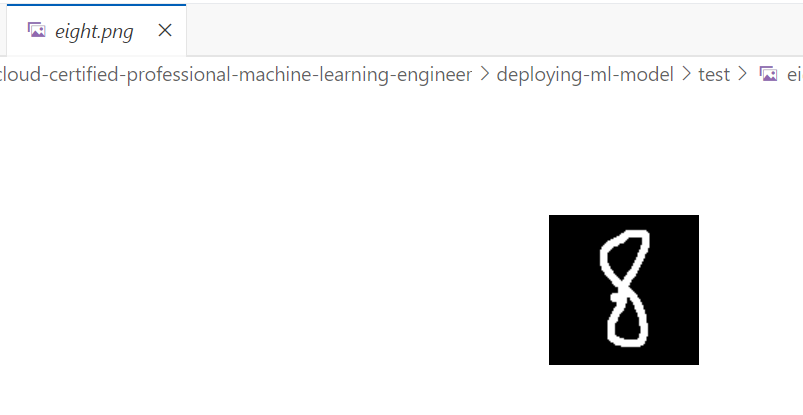 eight.png
cloud-certified-professional-machine-learning-engineer > deploying-ml-model > test > ei
8